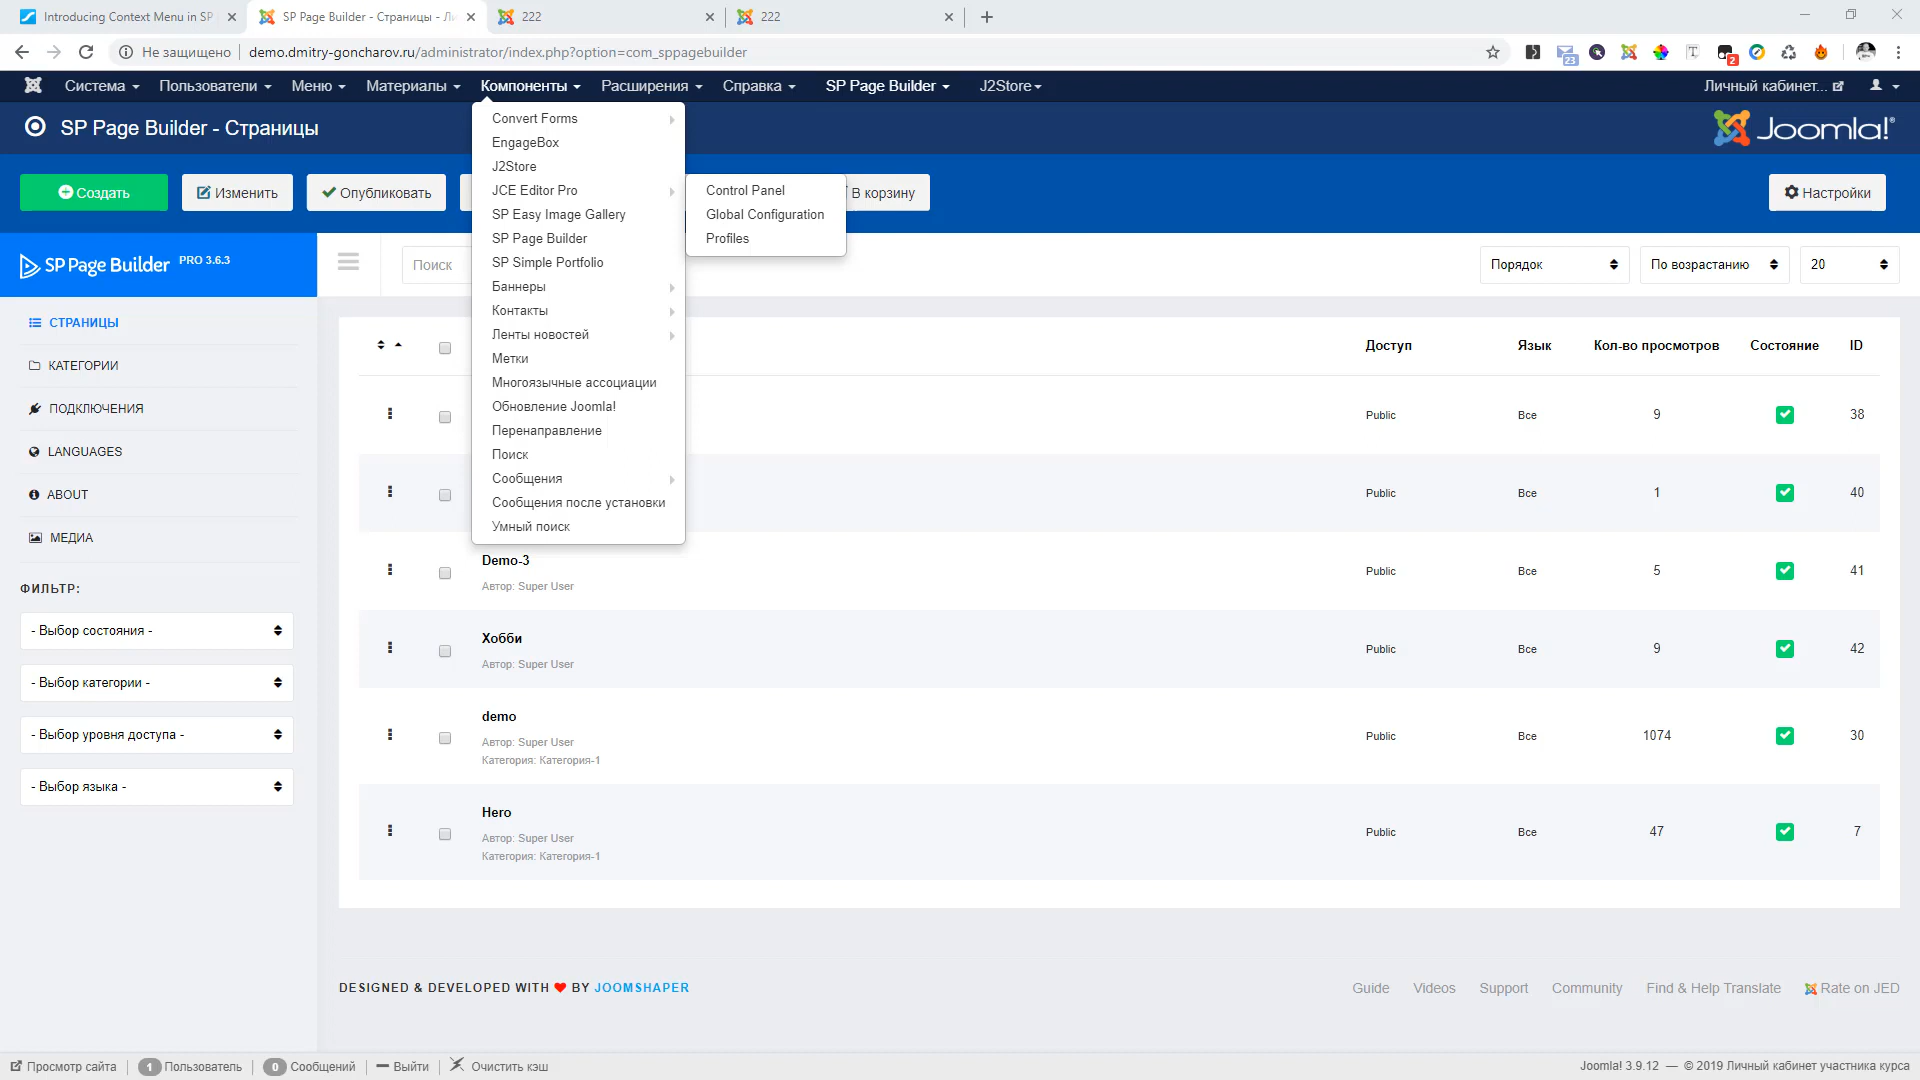 Introducing Context Menu in SP
SP Page Builder - Страницы - Ли
222
222
Не защищено
demo.dmitry-goncharov.ru/administrator/index.php?option=com_sppagebuilder
23
2
Система
Пользователи
Меню
Материалы
Компоненты
Расширения
Справка
SP Page Builder
J2Store
Личный кабинет...
SP Page Builder - Страницы
Joomla!®
Создать
Изменить
Опубликовать
В корзину
Настройки
Convert Forms
EngageBox
J2Store
JCE Editor Pro
SP Easy Image Gallery
SP Page Builder
SP Simple Portfolio
Баннеры
Контакты
Ленты новостей
Метки
Многоязычные ассоциации
Обновление Joomla!
Перенаправление
Поиск
Сообщения
Сообщения после установки
Умный поиск
Control Panel
Global Configuration
Profiles
SP Page Builder PRO 3.6.3
Поиск
Порядок
По возрастанию
20
СТРАНИЦЫ
КАТЕГОРИИ
ПОДКЛЮЧЕНИЯ
LANGUAGES
ABOUT
МЕДИА
ФИЛЬТР:
- Выбор состояния -
- Выбор категории -
- Выбор уровня доступа -
- Выбор языка -
Доступ Язык Кол-во просмотров Состояние ID
Public Все 9 38
Public Все 1 40
Demo-3
Автор: Super User
Public Все 5 41
Хобби
Автор: Super User
Public Все 9 42
demo
Автор: Super User
Категория: Категория-1
Public Все 1074 30
Hero
Автор: Super User
Категория: Категория-1
Public Все 47 7
DESIGNED & DEVELOPED WITH ❤ BY JOOMSHAPER
Guide
Videos
Support
Community
Find & Help Translate
Rate on JED
Просмотр сайта
1 Пользователь
0 Сообщений
Выйти
Очистить кэш
Joomla! 3.9.12 — © 2019 Личный кабинет участника курса